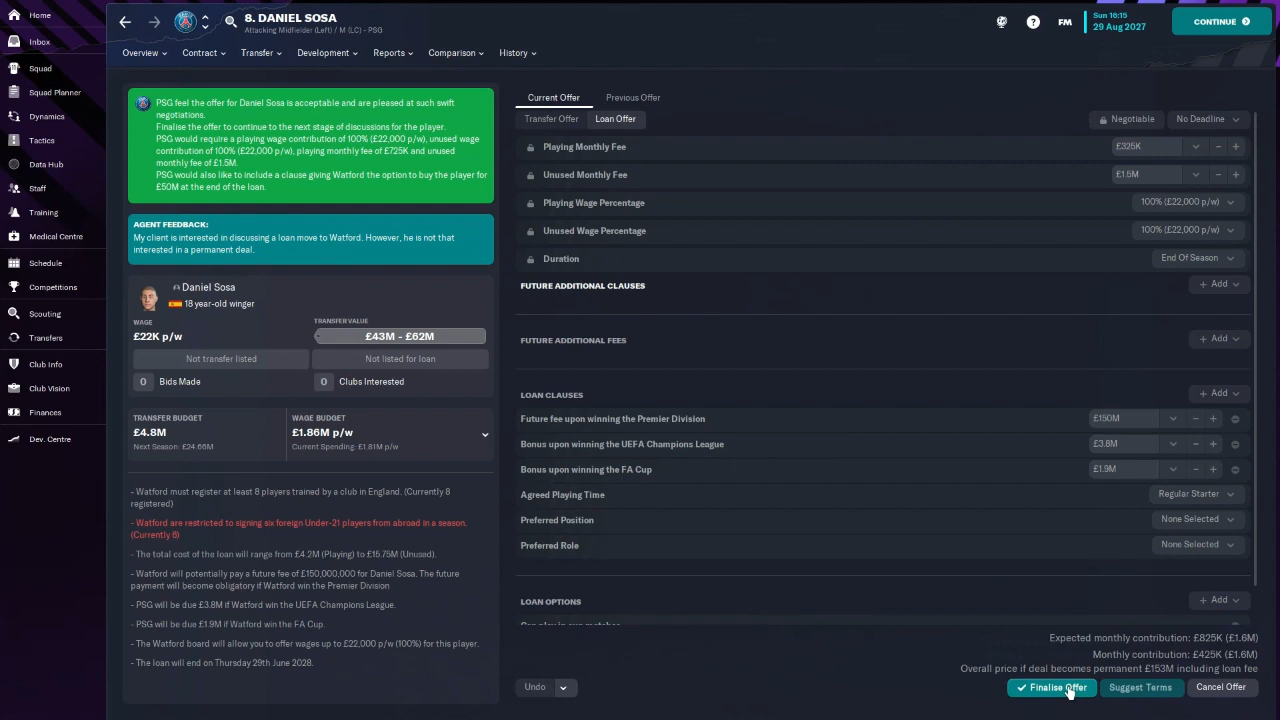 Home
Inbox
Squad
Squad Planner
Dynamics
Tactics
Data Hub
Staff
Training
Medical Centre
Schedule
Competitions
Scouting
Transfers
Club Info
Club Vision
Finances
Dev. Centre
8. DANIEL SOSA
Attacking Midfielder (Left) / M (LC) - PSG
FM
Sun 16:15
29 Aug 2027
CONTINUE
Overview
Contract
Transfer
Development
Reports
Comparison
History
PSG feel the offer for Daniel Sosa is acceptable and are pleased at such swift
negotiations.
Finalise the offer to continue to the next stage of discussions for the player.
PSG would require a playing wage contribution of 100% (£22,000 p/w), unused wage
contribution of 100% (£22,000 p/w), playing monthly fee of £725K and unused
monthly fee of £1.5M.
PSG would also like to include a clause giving Watford the option to buy the player for
£50M at the end of the loan.
AGENT FEEDBACK:
My client is interested in discussing a loan move to Watford. However, he is not that
interested in a permanent deal.
Daniel Sosa
18 year-old winger
WAGE
£22K p/w
TRANSFER VALUE
£43M - £62M
Not transfer listed
Not listed for loan
0 Bids Made
0 Clubs Interested
TRANSFER BUDGET
£4.8M
Next Season: £24.66M
WAGE BUDGET
£1.86M p/w
Current Spending: £1.81M p/w
- Watford must register at least 8 players trained by a club in England. (Currently 8
registered)
- Watford are restricted to signing six foreign Under-21 players from abroad in a season.
(Currently 6)
- The total cost of the loan will range from £4.2M (Playing) to £15.75M (Unused).
- Watford will potentially pay a future fee of £150,000,000 for Daniel Sosa. The future
payment will become obligatory if Watford win the Premier Division
- PSG will be due £3.8M if Watford win the UEFA Champions League.
- PSG will be due £1.9M if Watford win the FA Cup.
- The Watford board will allow you to offer wages up to £22,000 p/w (100%) for this player.
- The loan will end on Thursday 29th June 2028.
Current Offer
Previous Offer
Transfer Offer
Loan Offer
Negotiable
No Deadline
Playing Monthly Fee £325K
Unused Monthly Fee £1.5M
Playing Wage Percentage 100% (£22,000 p/w)
Unused Wage Percentage 100% (£22,000 p/w)
Duration End Of Season
FUTURE ADDITIONAL CLAUSES + Add
FUTURE ADDITIONAL FEES + Add
LOAN CLAUSES + Add
Future fee upon winning the Premier Division £150M
Bonus upon winning the UEFA Champions League £3.8M
Bonus upon winning the FA Cup £1.9M
Agreed Playing Time Regular Starter
Preferred Position None Selected
Preferred Role None Selected
LOAN OPTIONS + Add
Expected monthly contribution: £825K (£1.6M)
Monthly contribution: £425K (£1.6M)
Overall price if deal becomes permanent £153M including loan fee
Undo
Finalise Offer
Suggest Terms
Cancel Offer